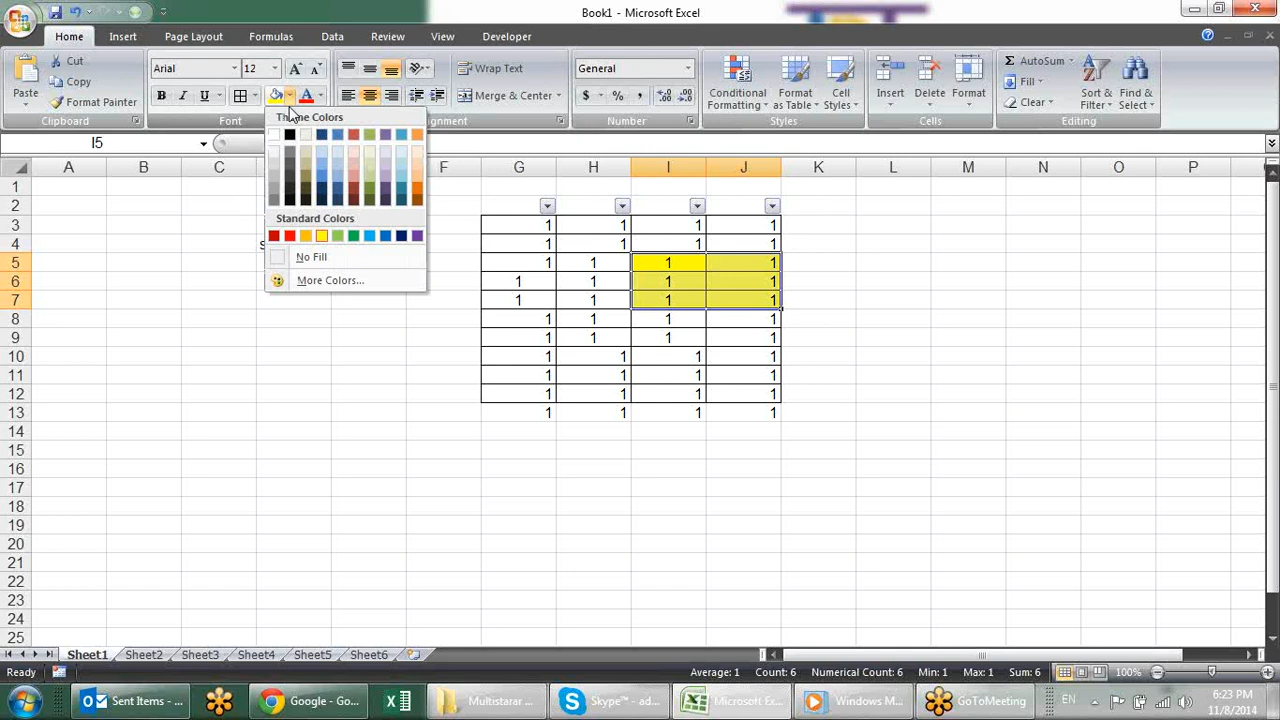 Book1 - Microsoft Excel
Home Insert Page Layout Formulas Data Review View Developer
Paste Cut Arial 12 Wrap Text General Conditional Formatting Format as Table Cell Styles Insert Delete Format AutoSum Sort & Filter Find & Select
Copy Fill
Format Painter B I U A Merge & Center $ % , Clear
Clipboard Font Number Styles Cells Editing
I5
Theme Colors
Standard Colors
No Fill
More Colors...
A B C F G H I J K L M N O P
1
2
3 1 1 1 1
4 1 1 1 1
5 1 1 1 1
6 1 1 1 1
7 1 1 1 1
8 1 1 1 1
9 1 1 1 1
10 1 1 1 1
11 1 1 1 1
12 1 1 1 1
13 1 1 1 1
14
15
16
17
18
19
20
21
22
23
24
25
Sheet1 Sheet2 Sheet3 Sheet4 Sheet5 Sheet6
Ready Average: 1 Count: 6 Numerical Count: 6 Min: 1 Max: 1 Sum: 6 100%
Sent Items - ... Google - Go... Multistarar ... Skype™ - ad... Microsoft Exc... Windows M... GoToMeeting EN 6:23 PM
11/8/2014